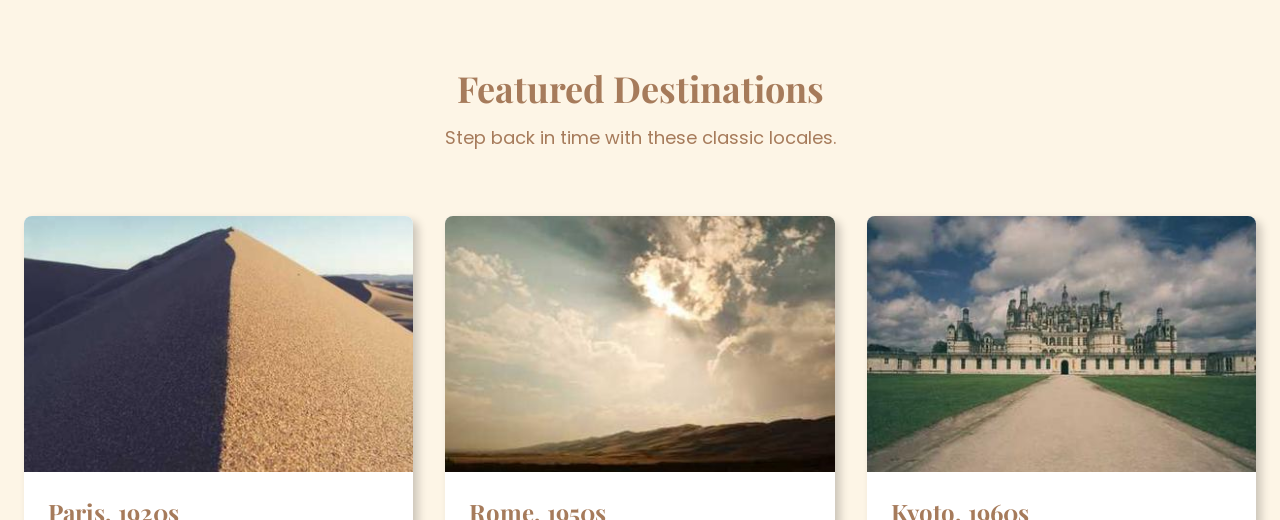 Featured Destinations
Step back in time with these classic locales.
Paris, 1920s
Rome, 1950s
Kyoto, 1960s